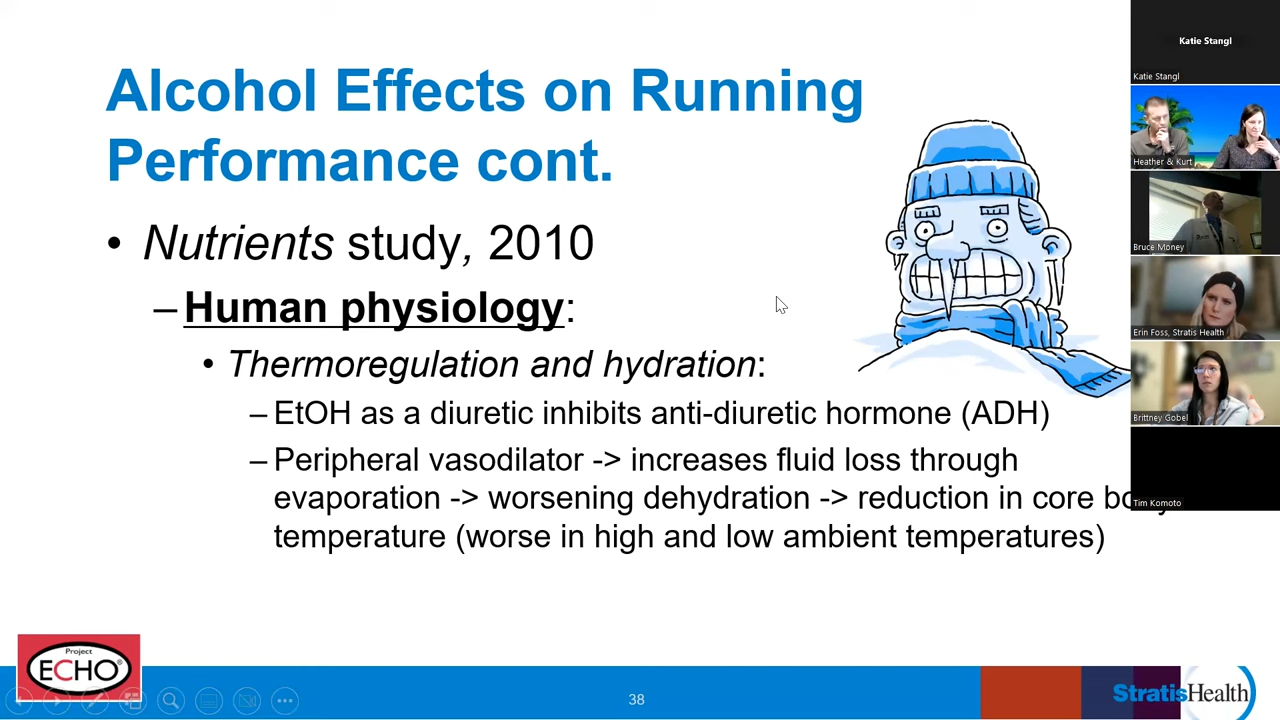 Alcohol Effects on Running
Performance cont.
• Nutrients study, 2010
– Human physiology:
• Thermoregulation and hydration:
– EtOH as a diuretic inhibits anti-diuretic hormone (ADH)
– Peripheral vasodilator -> increases fluid loss through
evaporation -> worsening dehydration -> reduction in core
temperature (worse in high and low ambient temperatures)
Katie Stangl
Katie Stangl
Heather & Kurt
Bruce Money
Erin Foss, Stratis Health
Brittney Gobel
Tim Komoto
Project
ECHO®
38
StratisHealth